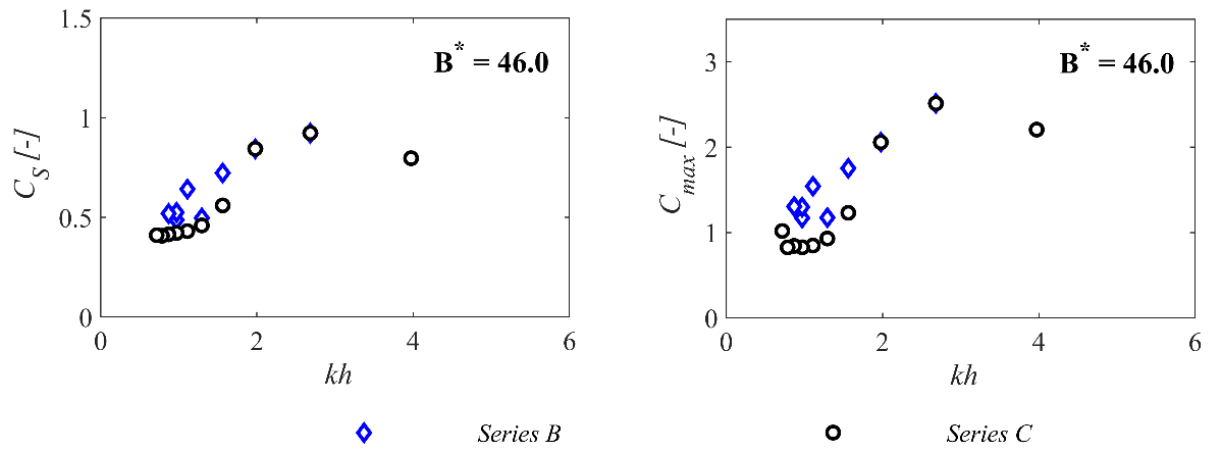 1.5
1
0.5
0
C_S [-]
B* = 46.0
0 2 4 6
kh
3
2
1
0
C_max [-]
B* = 46.0
0 2 4 6
kh
Series B
Series C